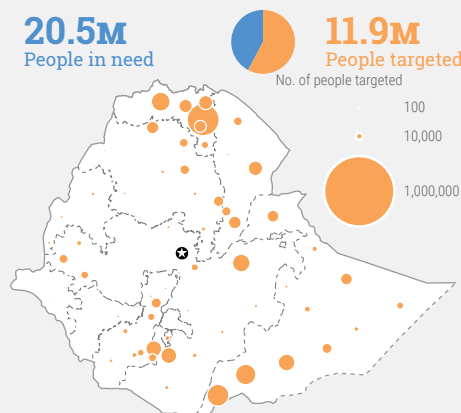 20.5M
People in need
11.9M
People targeted
No. of people targeted
100
10,000
1,000,000